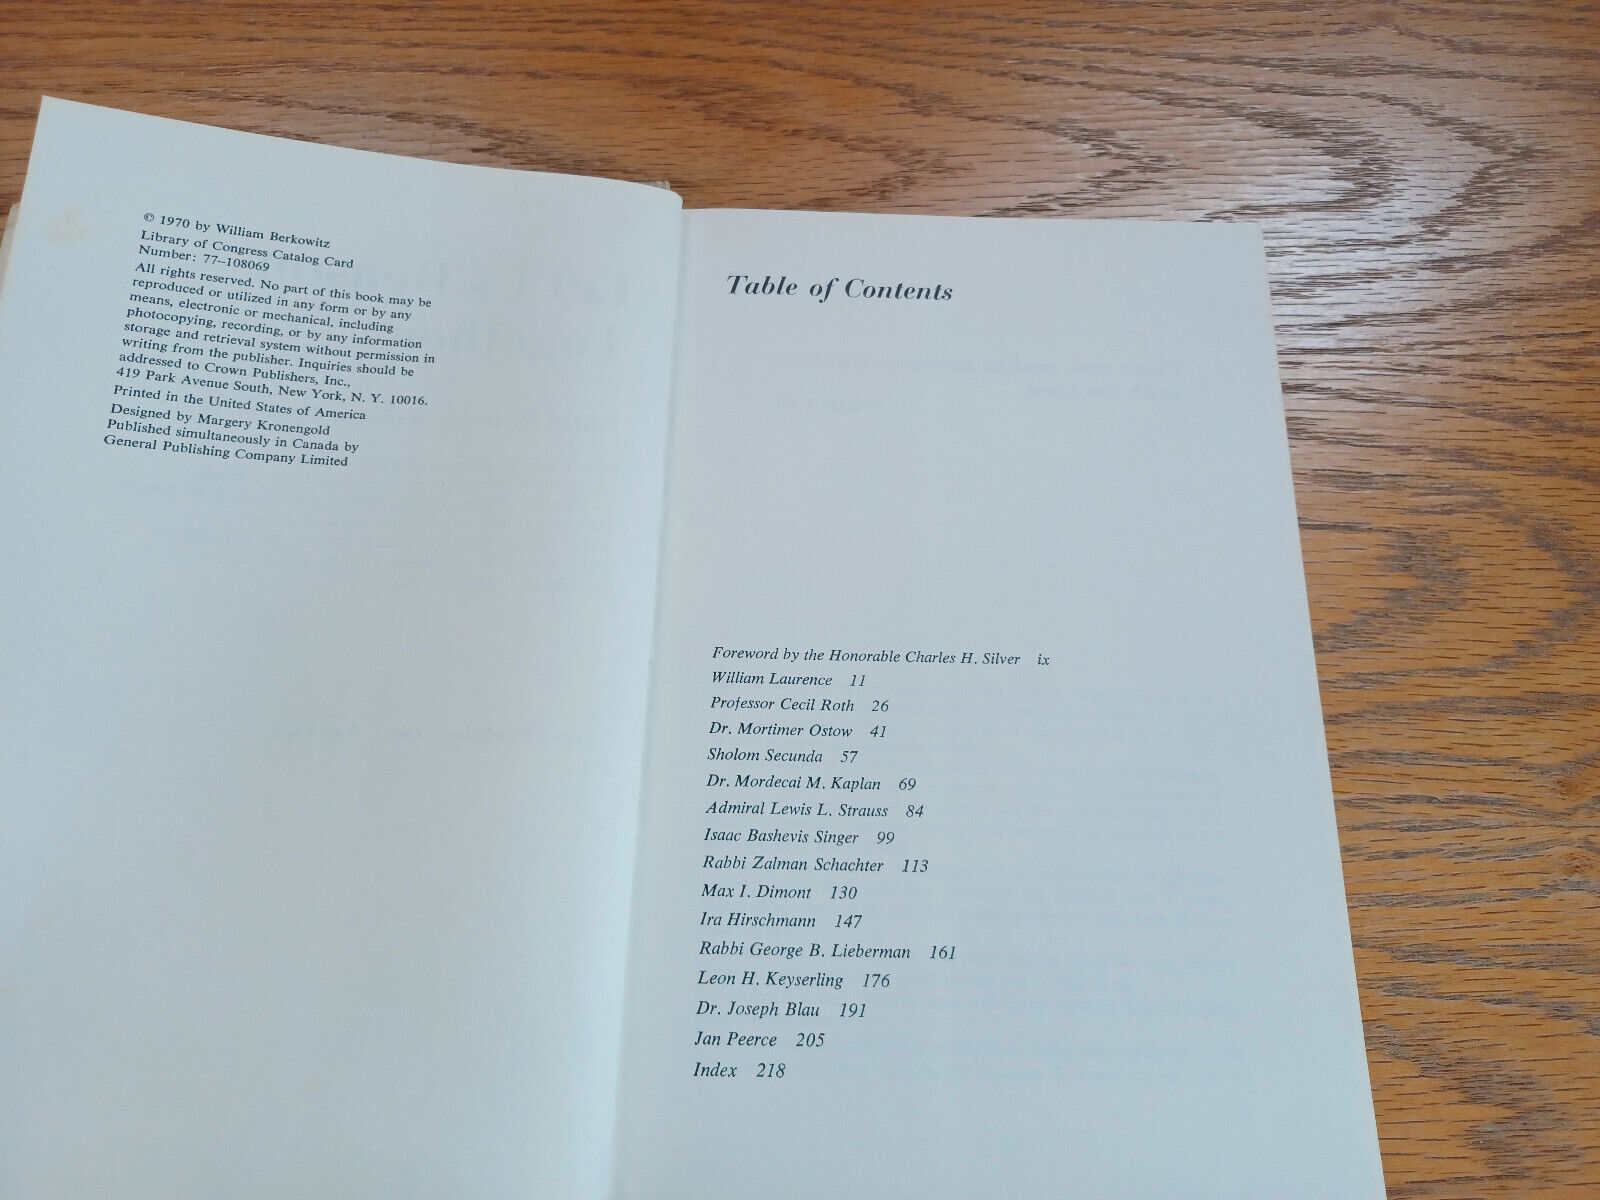 © 1970 by William Berkowitz
Library of Congress Catalog Card
Number: 77-108069
All rights reserved. No part of this book may be
reproduced or utilized in any form or by any
means, electronic or mechanical, including
photocopying, recording, or by any information
storage and retrieval system without permission in
writing from the publisher. Inquiries should be
addressed to Crown Publishers, Inc.,
419 Park Avenue South, New York, N. Y. 10016.
Printed in the United States of America
Designed by Margery Kronengold
Published simultaneously in Canada by
General Publishing Company Limited
Table of Contents
Foreword by the Honorable Charles H. Silver ix
William Laurence 11
Professor Cecil Roth 26
Dr. Mortimer Ostow 41
Sholom Secunda 57
Dr. Mordecai M. Kaplan 69
Admiral Lewis L. Strauss 84
Isaac Bashevis Singer 99
Rabbi Zalman Schachter 113
Max I. Dimont 130
Ira Hirschmann 147
Rabbi George B. Lieberman 161
Leon H. Keyserling 176
Dr. Joseph Blau 191
Jan Peerce 205
Index 218